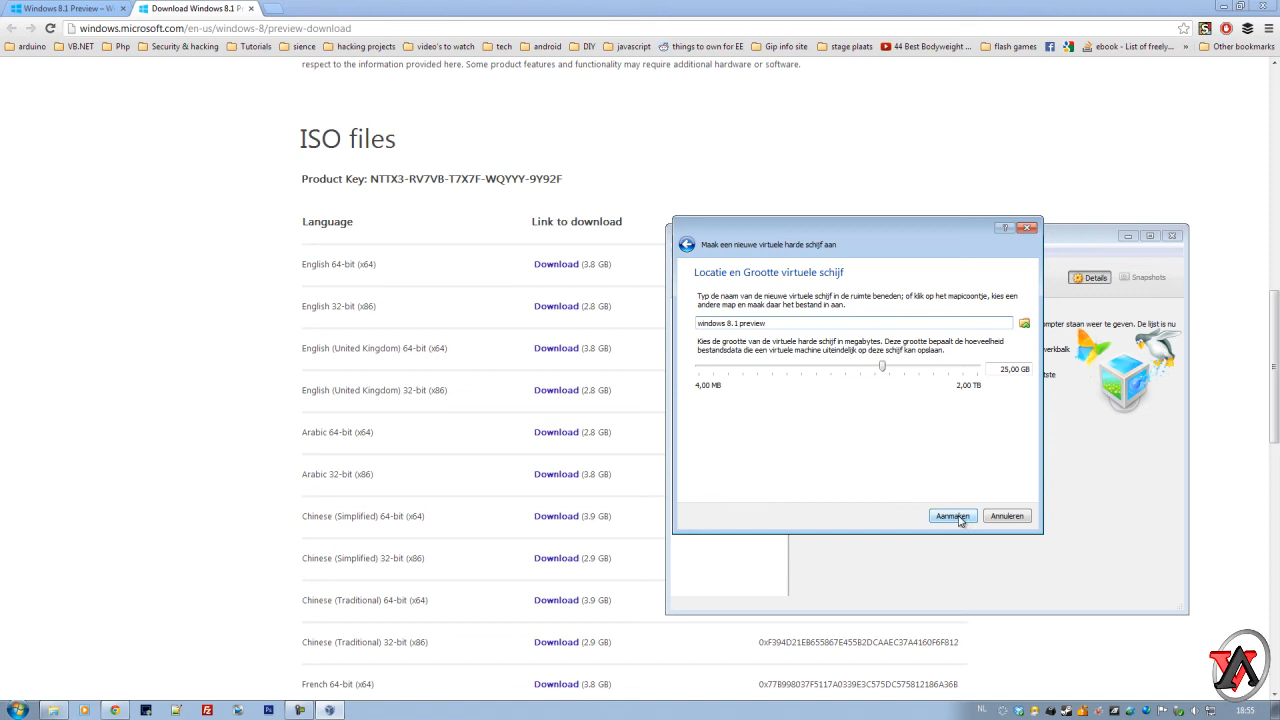 Windows 8.1 Preview – W
Download Windows 8.1 P
windows.microsoft.com/en-us/windows-8/preview-download
arduino
VB.NET
Php
Security & hacking
Tutorials
sience
hacking projects
video's to watch
tech
android
DIY
javascript
things to own for EE
Gip info site
stage plaats
44 Best Bodyweight ...
flash games
ebook - List of freely...
»
Other bookmarks
respect to the information provided here. Some product features and functionality may require additional hardware or software.
ISO files
Product Key: NTTX3-RV7VB-T7X7F-WQYYY-9Y92F
Language
Link to download
English 64-bit (x64)
Download (3.8 GB)
English 32-bit (x86)
Download (2.8 GB)
English (United Kingdom) 64-bit (x64)
Download (3.8 GB)
English (United Kingdom) 32-bit (x86)
Download (2.8 GB)
Arabic 64-bit (x64)
Download (2.8 GB)
Arabic 32-bit (x86)
Download (3.8 GB)
Chinese (Simplified) 64-bit (x64)
Download (3.9 GB)
Chinese (Simplified) 32-bit (x86)
Download (2.9 GB)
Chinese (Traditional) 64-bit (x64)
Download (3.9 GB)
Chinese (Traditional) 32-bit (x86)
Download (2.9 GB)
0xF394D21EB655867E455B2DCAAEC37A4160F6F812
French 64-bit (x64)
Download (3.8 GB)
0x77B998037F5117A0339E3C575DC575812186A36B
Maak een nieuwe virtuele harde schijf aan
Locatie en Grootte virtuele schijf
Typ de naam van de nieuwe virtuele schijf in de ruimte beneden; of klik op het mapicoontje, kies een
andere map en maak daar het bestand in aan.
windows 8.1 preview
Kies de grootte van de virtuele harde schijf in megabytes. Deze grootte bepaalt de hoeveelheid
bestandsdata die een virtuele machine uiteindelijk op deze schijf kan opslaan.
25,00 GB
4,00 MB
2,00 TB
Aanmaken
Annuleren
Details
Snapshots
mpter staan weer te geven. De lijst is nu
erkbalk
tste
NL
18:55